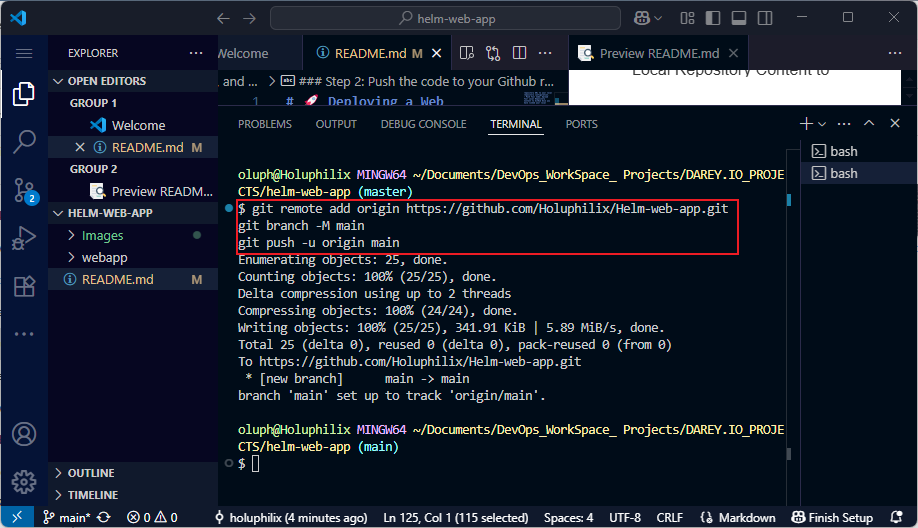 helm-web-app
EXPLORER
OPEN EDITORS
GROUP 1
Welcome
README.md M
GROUP 2
Preview READM...
HELM-WEB-APP
Images
webapp
README.md M
OUTLINE
TIMELINE
2
Welcome
README.md M
Preview README.md
, and ... > ### Step 2: Push the code to your Github r...
1 # 🚀 Deploying a Web
Local Repository Content to
PROBLEMS OUTPUT DEBUG CONSOLE TERMINAL PORTS
bash
bash
oluph@Holuphilix MINGW64 ~/Documents/DevOps_WorkSpace_ Projects/DAREY.IO_PROJE
CTS/helm-web-app (master)
$ git remote add origin https://github.com/Holuphilix/Helm-web-app.git
git branch -M main
git push -u origin main
Enumerating objects: 25, done.
Counting objects: 100% (25/25), done.
Delta compression using up to 2 threads
Compressing objects: 100% (24/24), done.
Writing objects: 100% (25/25), 341.91 KiB | 5.89 MiB/s, done.
Total 25 (delta 0), reused 0 (delta 0), pack-reused 0 (from 0)
To https://github.com/Holuphilix/Helm-web-app.git
* [new branch] main -> main
branch 'main' set up to track 'origin/main'.
oluph@Holuphilix MINGW64 ~/Documents/DevOps_WorkSpace_ Projects/DAREY.IO_PROJE
CTS/helm-web-app (main)
$
main* 0 0 holuphilix (4 minutes ago) Ln 125, Col 1 (115 selected) Spaces: 4 UTF-8 CRLF Markdown Finish Setup